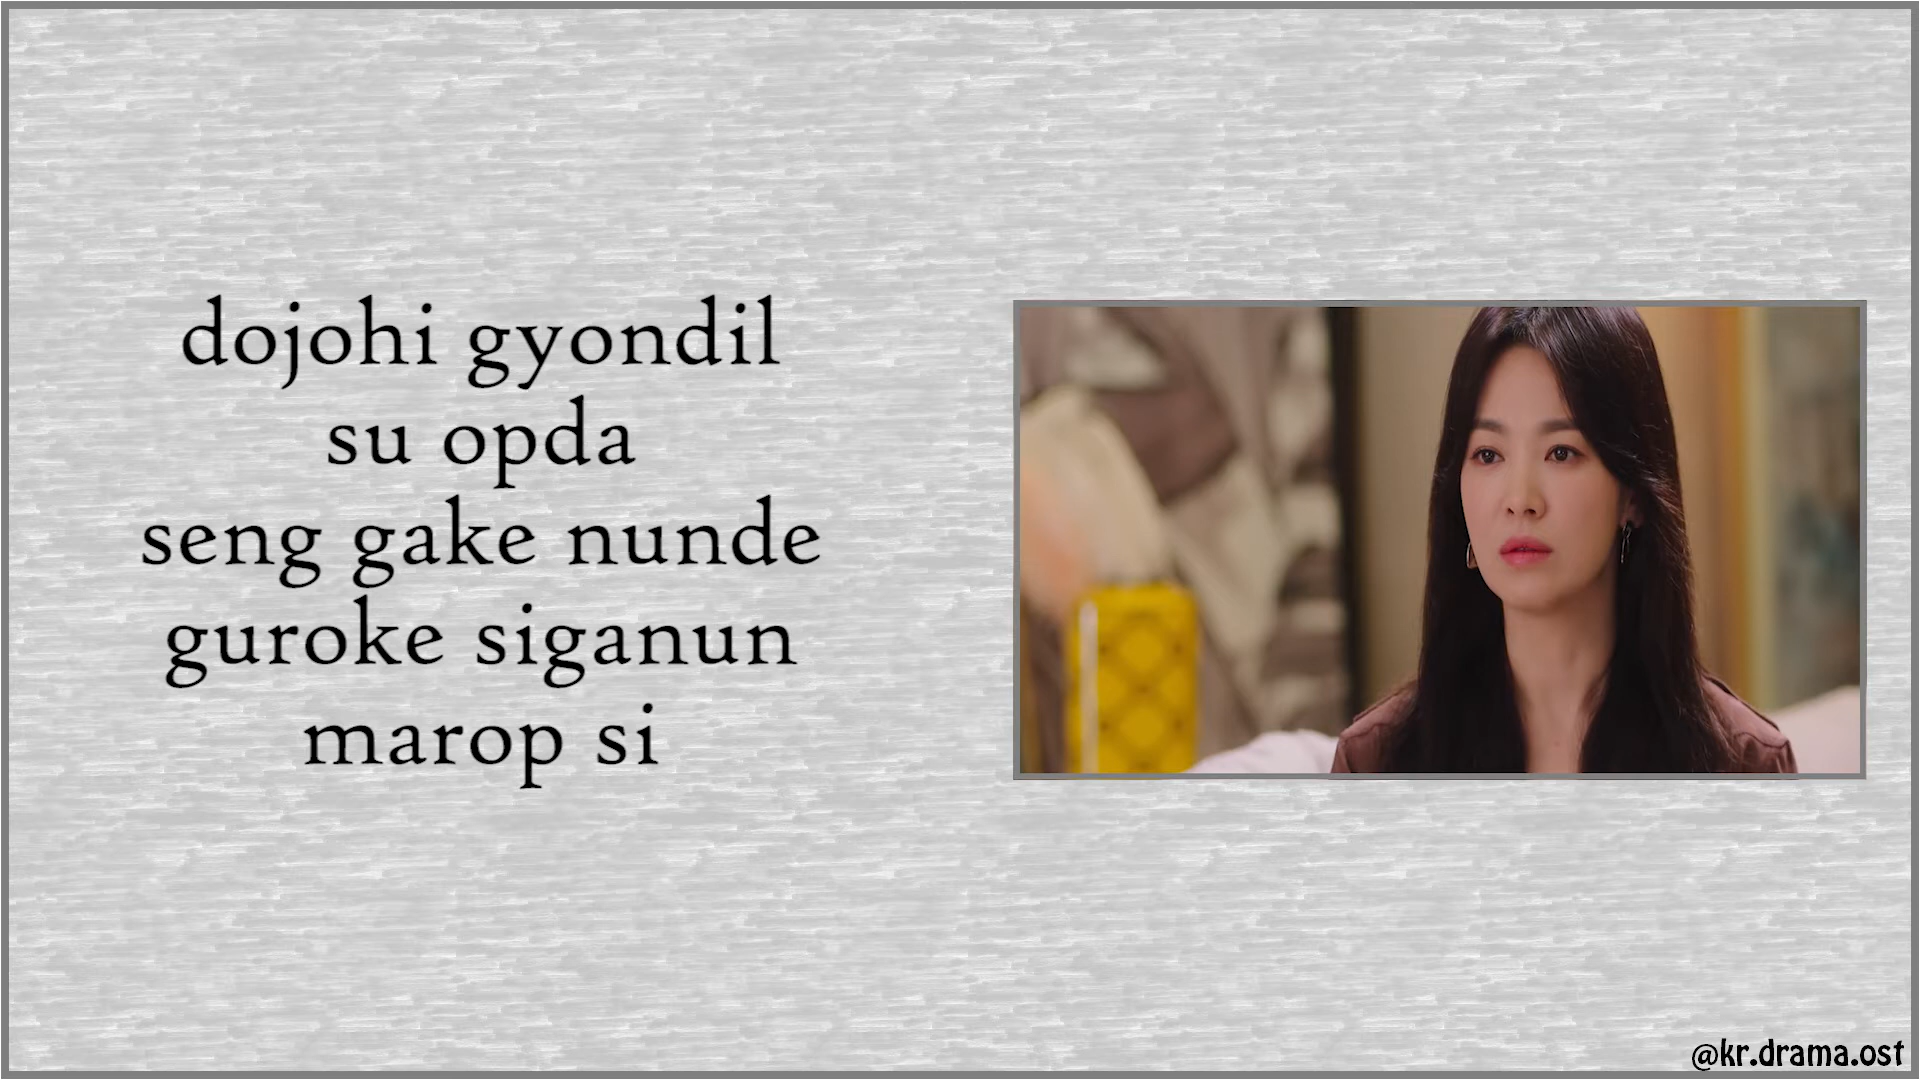 dojohi gyondil
su opda
seng gake nunde
guroke siganun
marop si
@kr.drama.ost